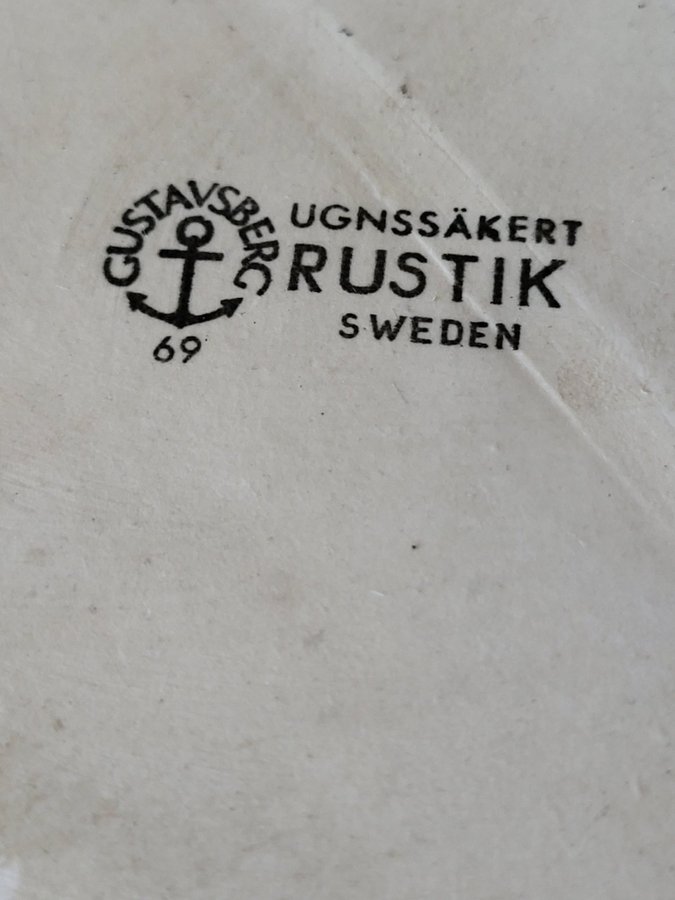 GUSTAVSBERG
UGNSSÄKERT
RUSTIK
SWEDEN
69